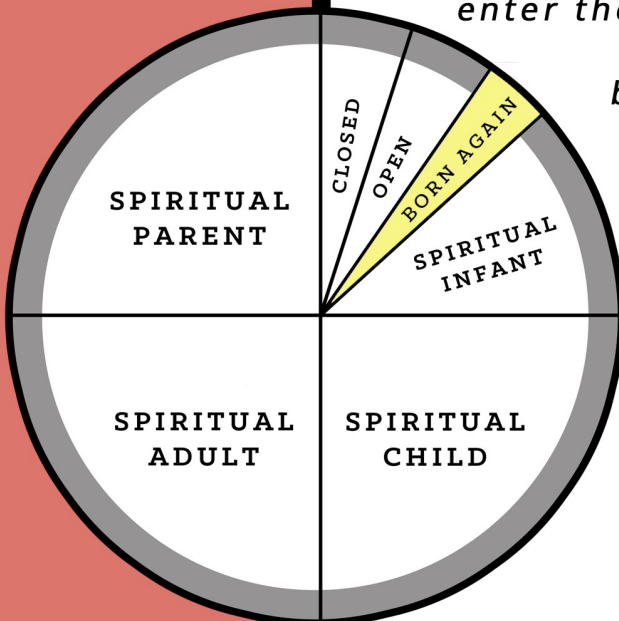 enter the
b
CLOSED
OPEN
BORN AGAIN
SPIRITUAL
INFANT
SPIRITUAL
PARENT
SPIRITUAL
ADULT
SPIRITUAL
CHILD